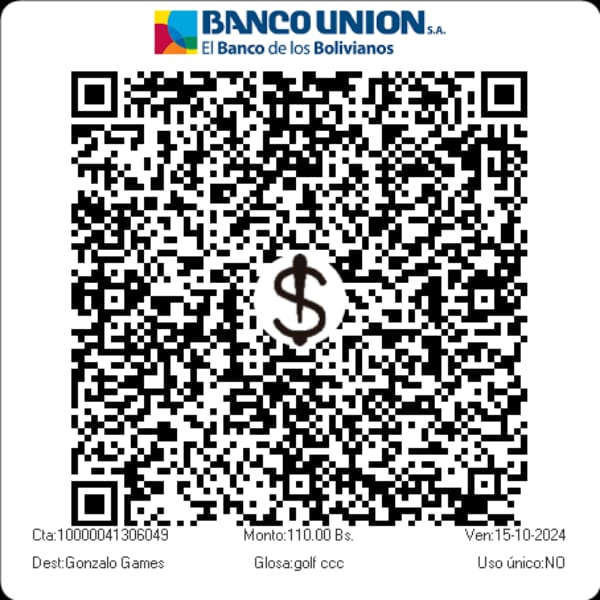 BANCO UNION S.A.
El Banco de los Bolivianos
$
Cta:10000041306049 Monto:110.00 Bs. Ven:15-10-2024
Dest:Gonzalo Games Glosa:golf ccc Uso único:NO